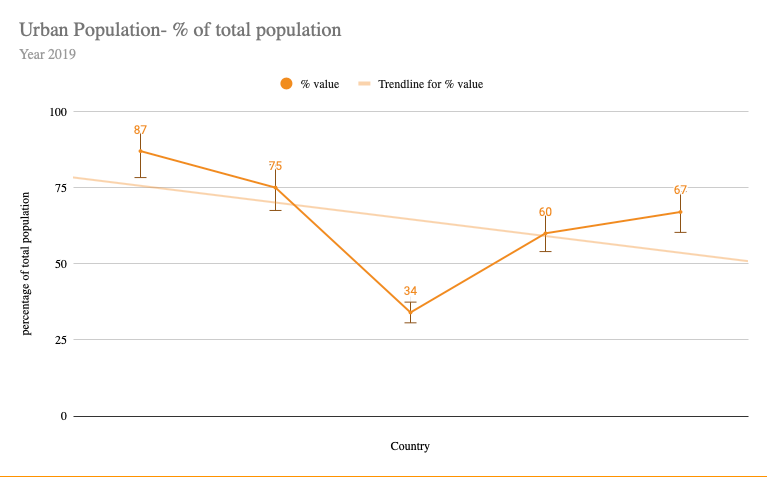 Urban Population- % of total population
Year 2019
% value
Trendline for % value
percentage of total population
100
75
50
25
0
87
75
34
60
67
Country